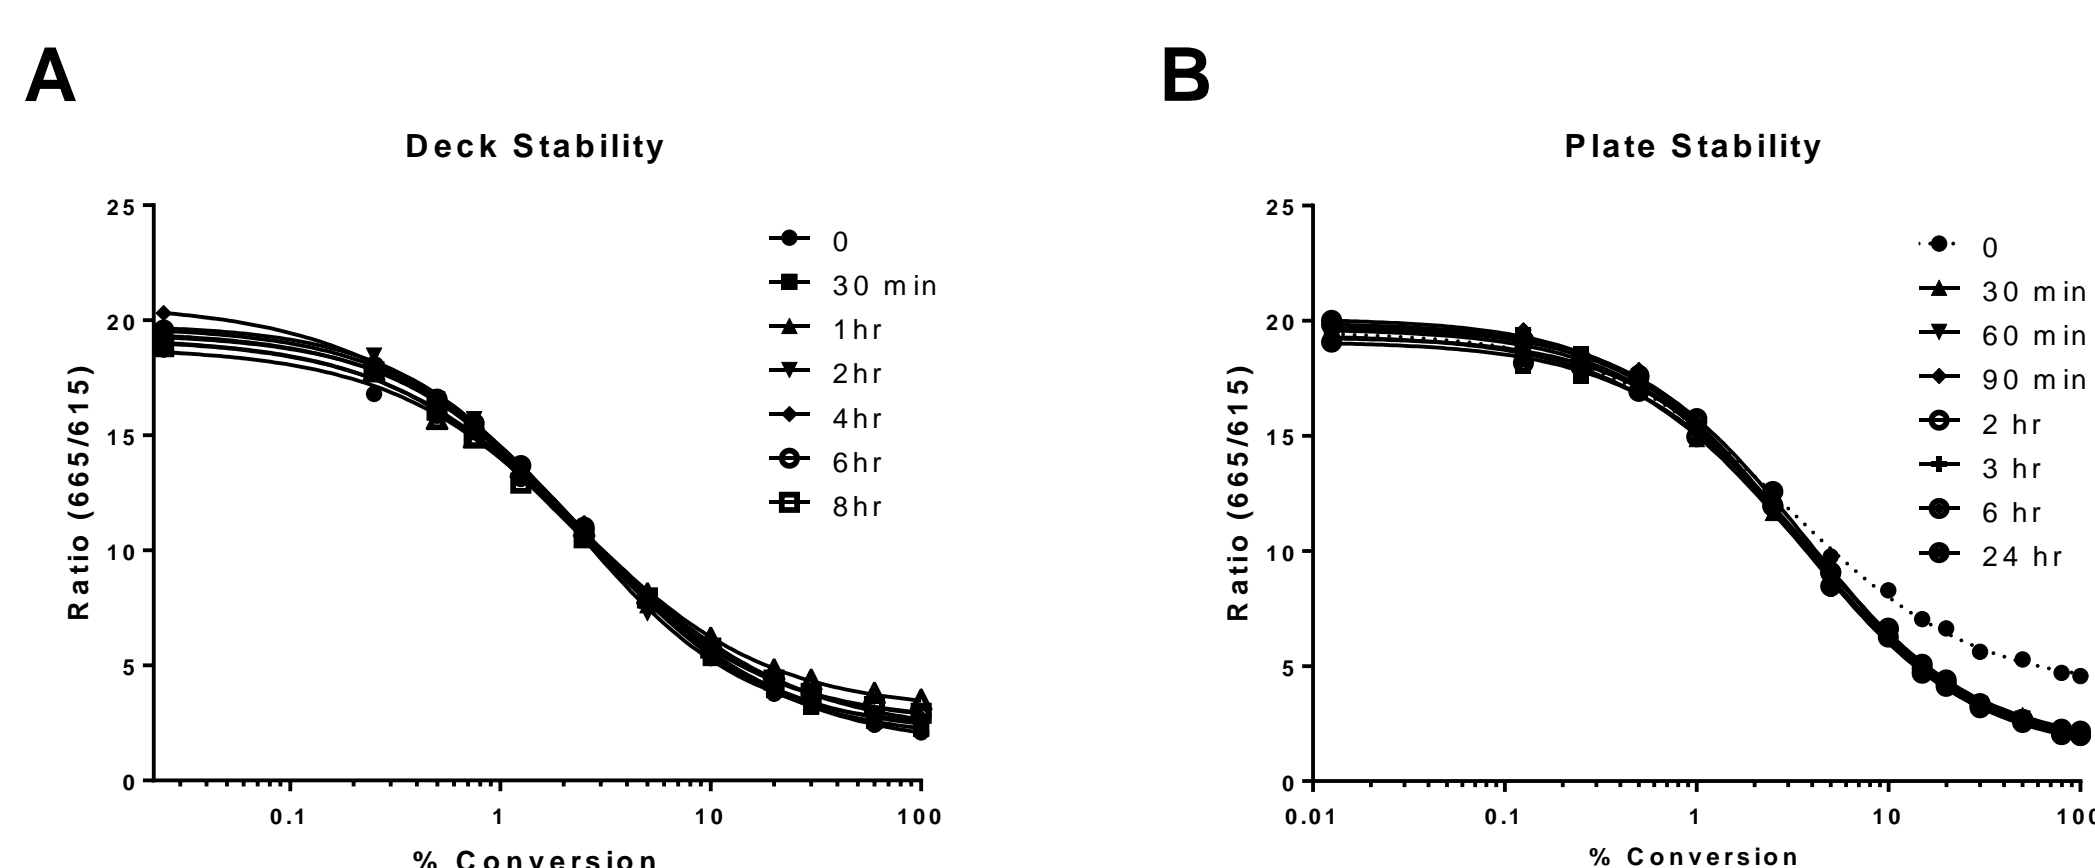 A
Deck Stability
25
20
15
10
5
0
Ratio (665/615)
0.1 1 10 100
% Conversion
0
30 min
1hr
2hr
4hr
6hr
8hr
B
Plate Stability
25
20
15
10
5
0
Ratio (665/615)
0.01 0.1 1 10 100
% Conversion
0
30 min
60 min
90 min
2 hr
3 hr
6 hr
24 hr